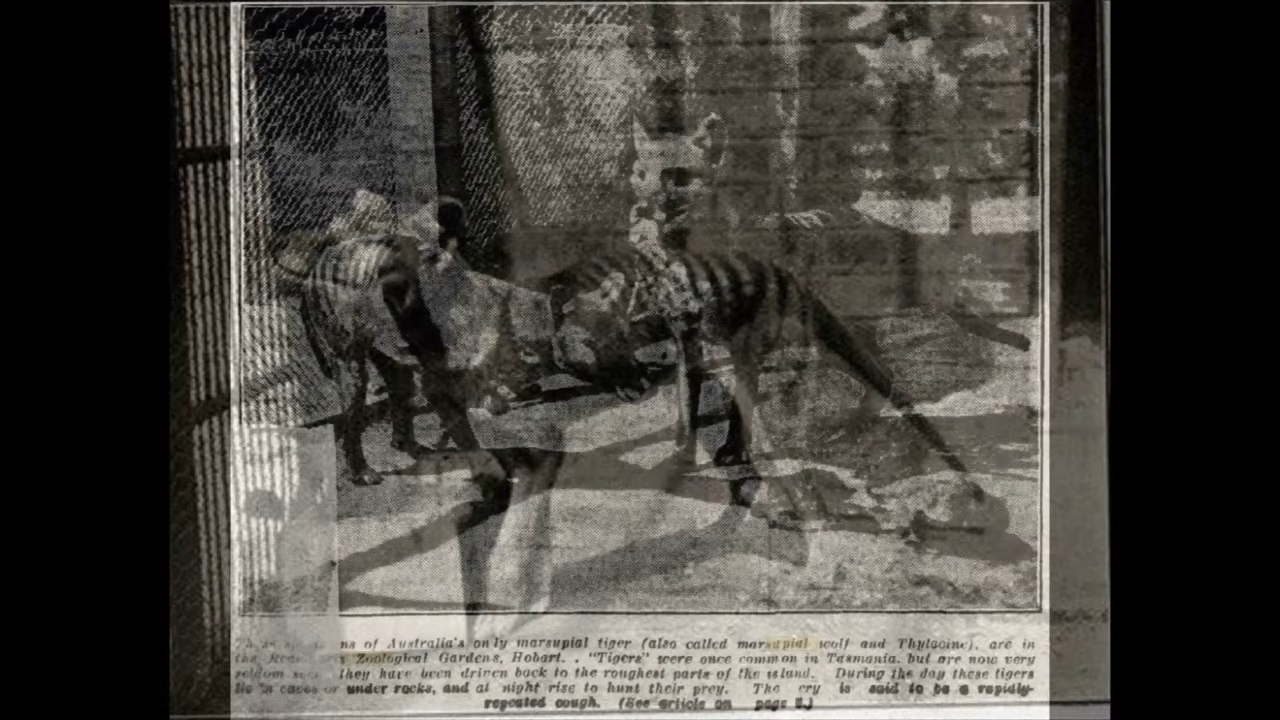 ns of Australia's only marsupial tiger (also called marsupial wolf and Thylacine), are in
the Zoological Gardens, Hobart. . "Tigers" were once common in Tasmania, but are now very
seldom they have been driven back to the roughest parts of the island. During the day these tigers
lie in caves or under rocks, and at night rise to hunt their prey. The cry is said to be a rapidly-
repeated cough. (See article on page 5.)